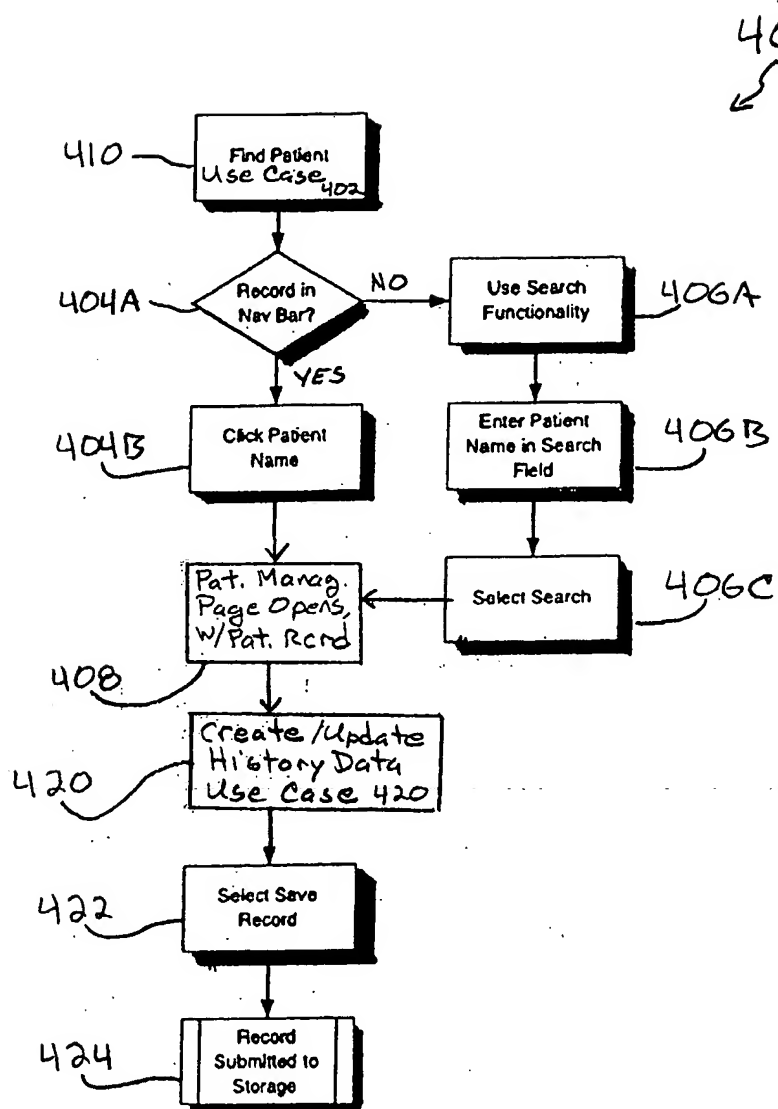 40
410
Find Patient
Use Case
402
404A
Record in
Nav Bar?
NO
Use Search
Functionality
406A
YES
404B
Click Patient
Name
Enter Patient
Name in Search
Field
406B
Pat. Manag.
Page Opens,
W/Pat. Rcrd
Select Search
406C
408
Create/Update
History Data
Use Case 420
420
Select Save
Record
422
Record
Submitted to
Storage
424